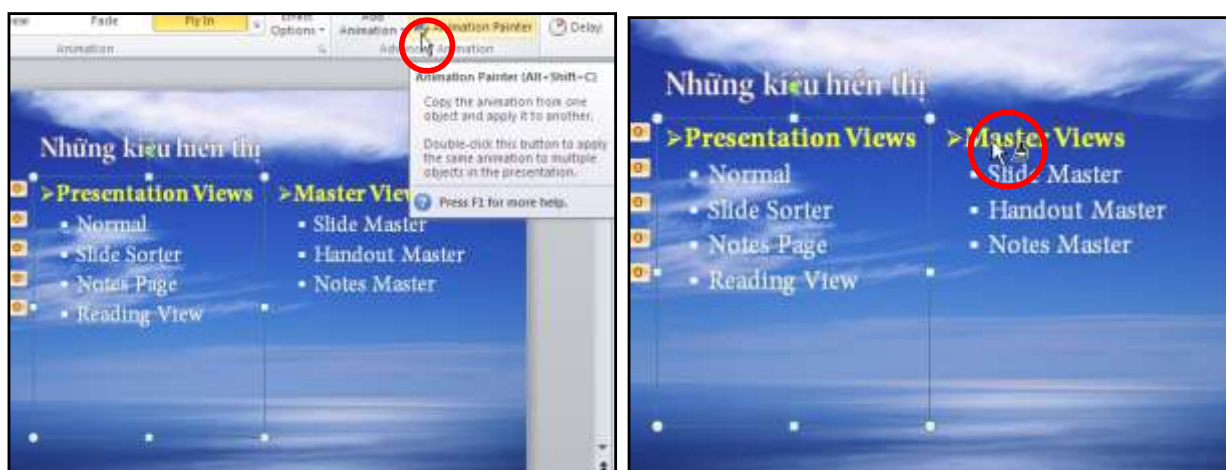 Fade
Fly In
Effect
Options
Add
Animation
Animation Painter
Delay:
Animation
Advanced Animation
Animation Painter (Alt+Shift+C)
Copy the animation from one
object and apply it to another.
Double-click this button to apply
the same animation to multiple
objects in the presentation.
Press F1 for more help.
Những kiểu hiển thị
➢Presentation Views
▪ Normal
▪ Slide Sorter
▪ Notes Page
▪ Reading View
➢Master View
▪ Slide Master
▪ Handout Master
▪ Notes Master
Những kiểu hiển thị
➢Presentation Views
▪ Normal
▪ Slide Sorter
▪ Notes Page
▪ Reading View
➢Master Views
▪ Slide Master
▪ Handout Master
▪ Notes Master